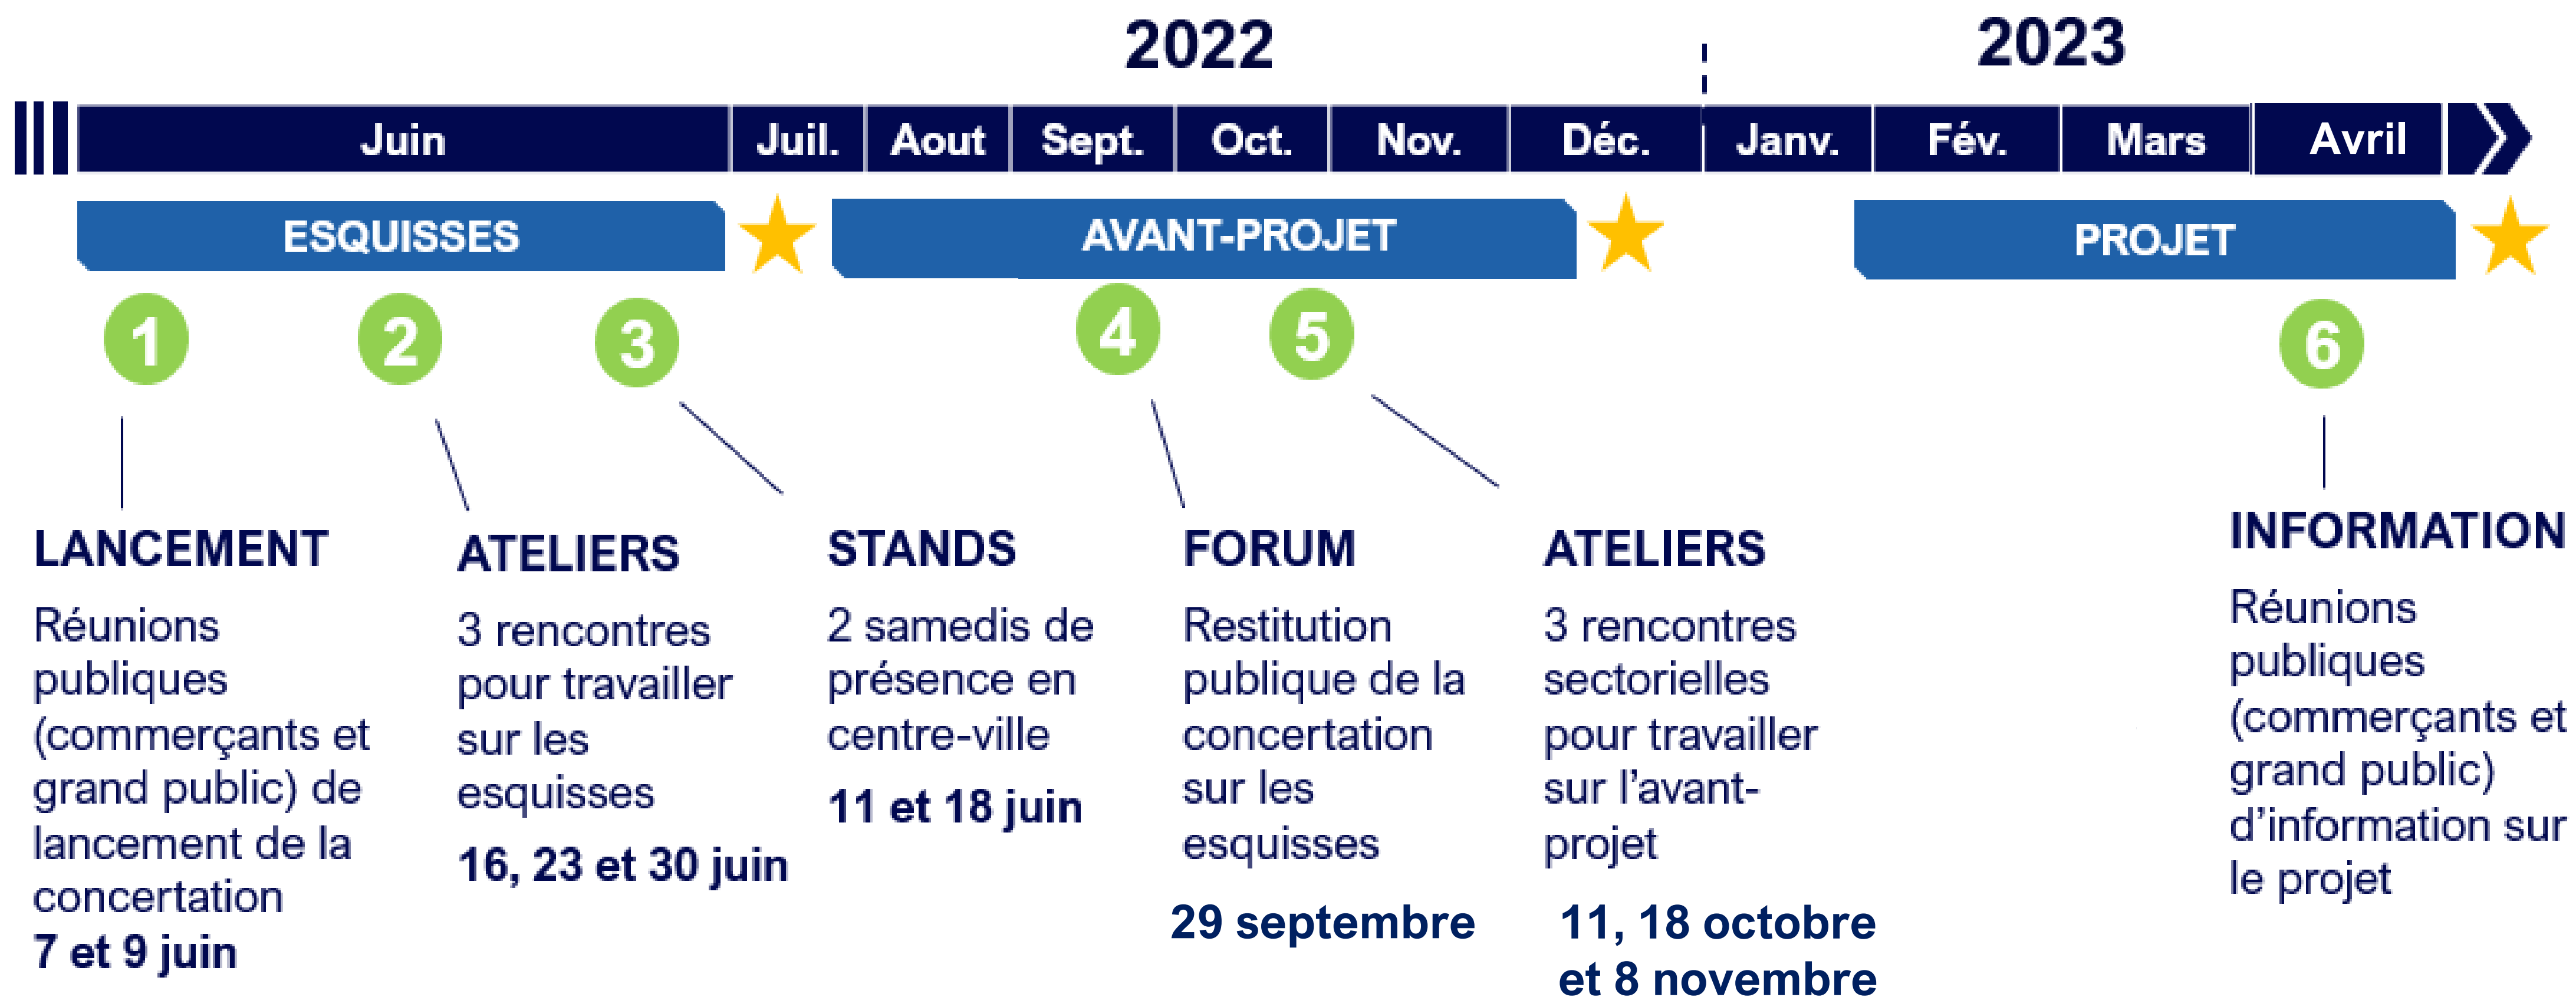 2022
2023
Juin
Juil.
Aout
Sept.
Oct.
Nov.
Déc.
Janv.
Fév.
Mars
Avril
ESQUISSES
AVANT-PROJET
PROJET
1
2
3
4
5
6
LANCEMENT
Réunions
publiques
(commerçants et
grand public) de
lancement de la
concertation
7 et 9 juin
ATELIERS
3 rencontres
pour travailler
sur les
esquisses
16, 23 et 30 juin
STANDS
2 samedis de
présence en
centre-ville
11 et 18 juin
FORUM
Restitution
publique de la
concertation
sur les
esquisses
29 septembre
ATELIERS
3 rencontres
sectorielles
pour travailler
sur l'avant-
projet
11, 18 octobre
et 8 novembre
INFORMATION
Réunions
publiques
(commerçants et
grand public)
d'information sur
le projet